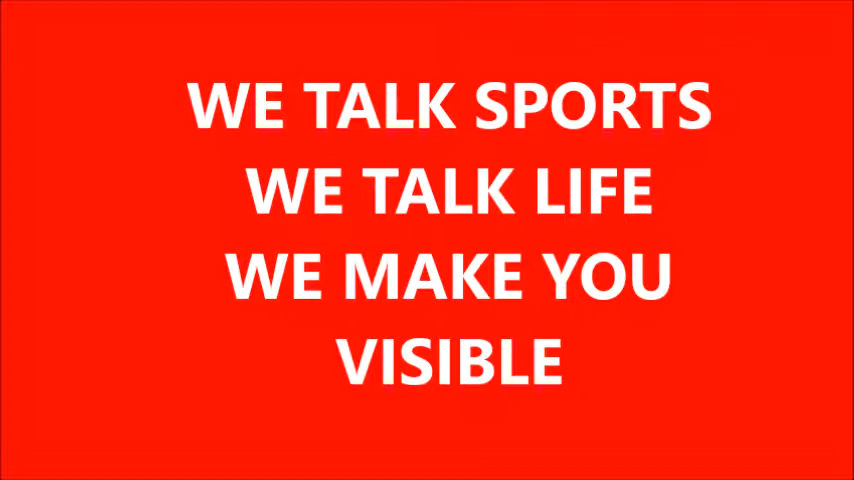 WE TALK SPORTS
WE TALK LIFE
WE MAKE YOU
VISIBLE